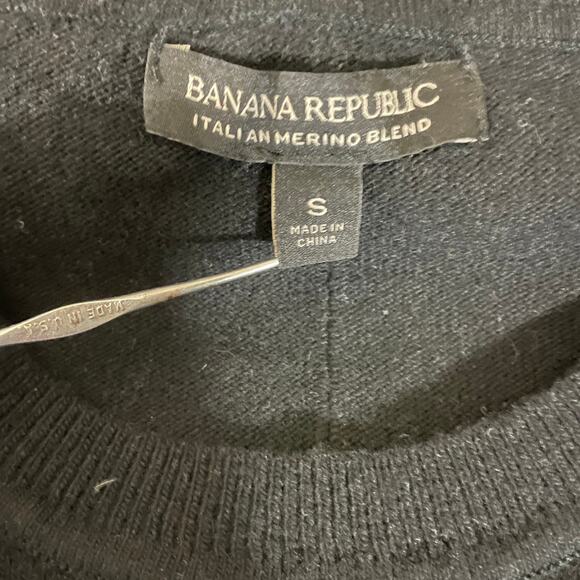 BANANA REPUBLIC
ITALIAN MERINO BLEND
S
MADE IN
CHINA
MADE IN U.S.A.